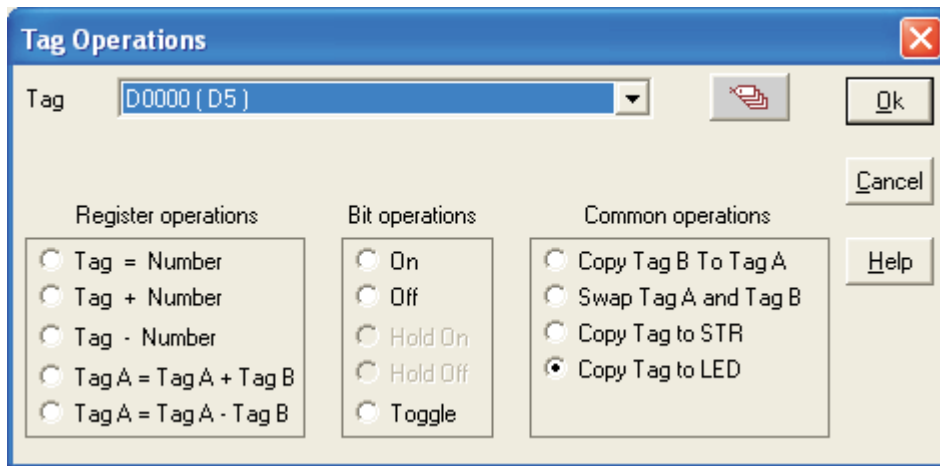 Tag Operations
Tag
D0000 ( D5 )
Ok
Cancel
Help
Register operations
Tag = Number
Tag + Number
Tag - Number
Tag A = Tag A + Tag B
Tag A = Tag A - Tag B
Bit operations
On
Off
Hold On
Hold Off
Toggle
Common operations
Copy Tag B To Tag A
Swap Tag A and Tag B
Copy Tag to STR
Copy Tag to LED